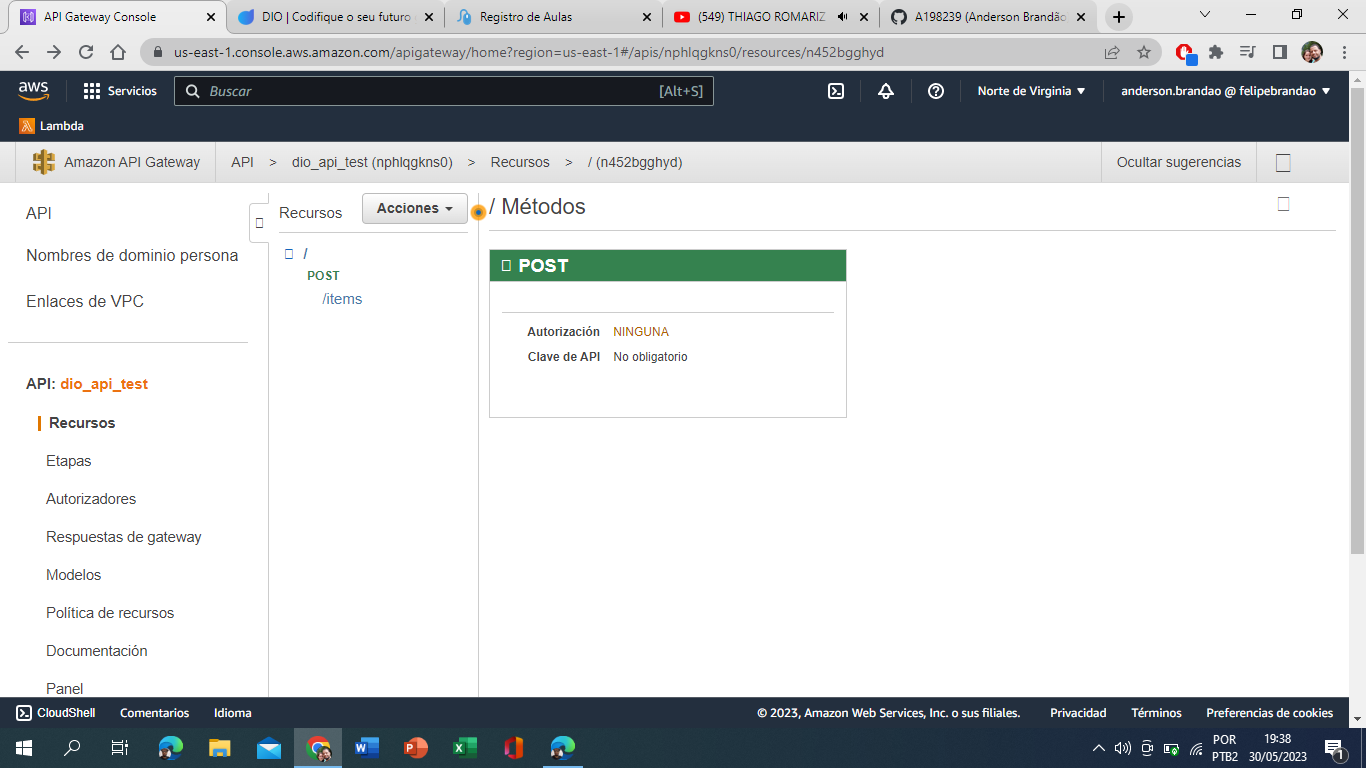 API Gateway Console
DIO | Codifique o seu futuro
Registro de Aulas
(549) THIAGO ROMARIZ
A198239 (Anderson Brandão
us-east-1.console.aws.amazon.com/apigateway/home?region=us-east-1#/apis/nphlqgkns0/resources/n452bgghyd
aws
Servicios
Buscar
[Alt+S]
Norte de Virginia
anderson.brandao @ felipebrandao
Lambda
Amazon API Gateway
API > dio_api_test (nphlqgkns0) > Recursos > / (n452bgghyd)
Ocultar sugerencias
API
Nombres de dominio persona
Enlaces de VPC
API: dio_api_test
Recursos
Etapas
Autorizadores
Respuestas de gateway
Modelos
Política de recursos
Documentación
Panel
Recursos
Acciones
/
POST
/items
/ Métodos
POST
Autorización NINGUNA
Clave de API No obligatorio
CloudShell
Comentarios
Idioma
© 2023, Amazon Web Services, Inc. o sus filiales.
Privacidad
Términos
Preferencias de cookies
POR
PTB2
19:38
30/05/2023
1